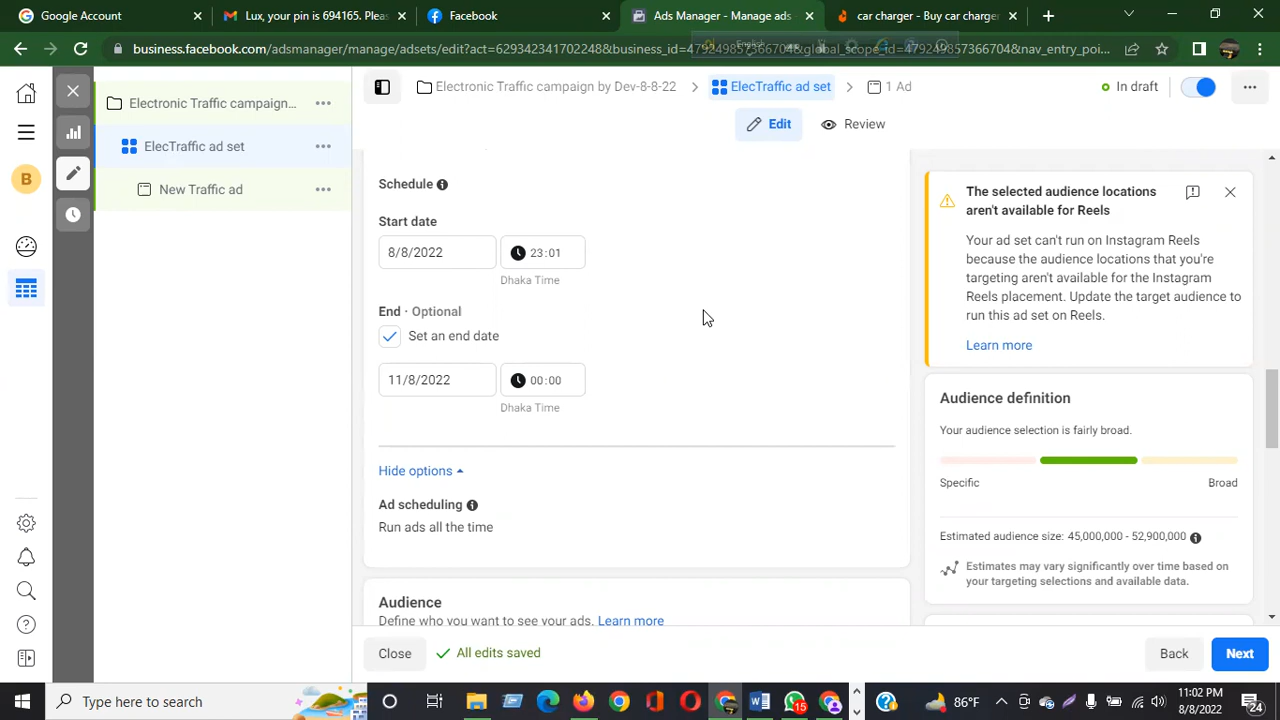 Google Account
Lux, your pin is 694165. Pleas
Facebook
Ads Manager - Manage ads
car charger - Buy car charger
business.facebook.com/adsmanager/manage/adsets/edit?act=629342341702248&business_id=479249857366704&global_scope_id=479249857366704&nav_entry_poi...
Electronic Traffic campaign...
ElecTraffic ad set
New Traffic ad
B
Electronic Traffic campaign by Dev-8-8-22
ElecTraffic ad set
1 Ad
In draft
Edit
Review
Schedule
Start date
8/8/2022
23:01
Dhaka Time
End · Optional
Set an end date
11/8/2022
00:00
Dhaka Time
Hide options
Ad scheduling
Run ads all the time
Audience
Define who you want to see your ads. Learn more
The selected audience locations
aren't available for Reels
Your ad set can't run on Instagram Reels
because the audience locations that you're
targeting aren't available for the Instagram
Reels placement. Update the target audience to
run this ad set on Reels.
Learn more
Audience definition
Your audience selection is fairly broad.
Specific
Broad
Estimated audience size: 45,000,000 - 52,900,000
Estimates may vary significantly over time based on
your targeting selections and available data.
Close
All edits saved
Back
Next
Type here to search
15
86°F
11:02 PM
8/8/2022
24